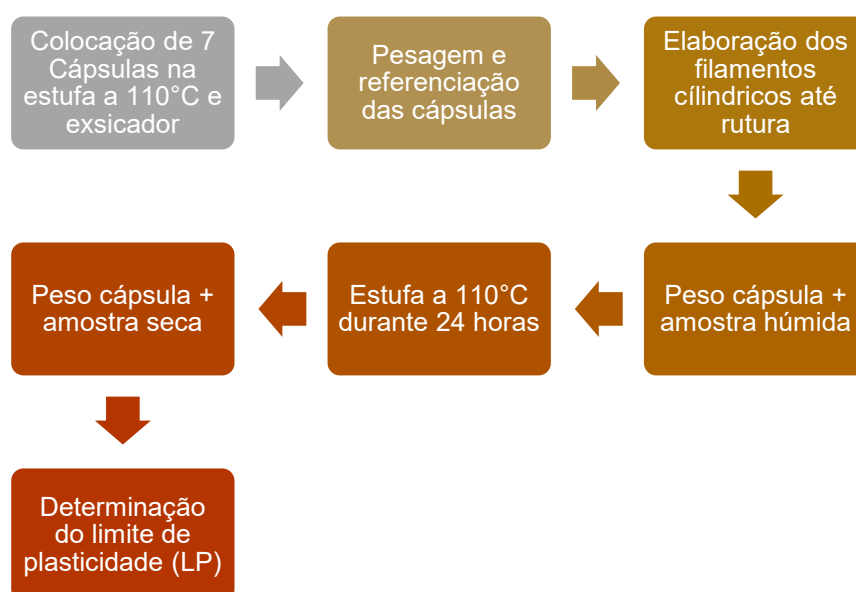 Colocação de 7
Cápsulas na
estufa a 110°C e
exsicador
Pesagem e
referenciação
das cápsulas
Elaboração dos
filamentos
cílindricos até
rutura
Peso cápsula +
amostra húmida
Estufa a 110°C
durante 24 horas
Peso cápsula +
amostra seca
Determinação
do limite de
plasticidade (LP)